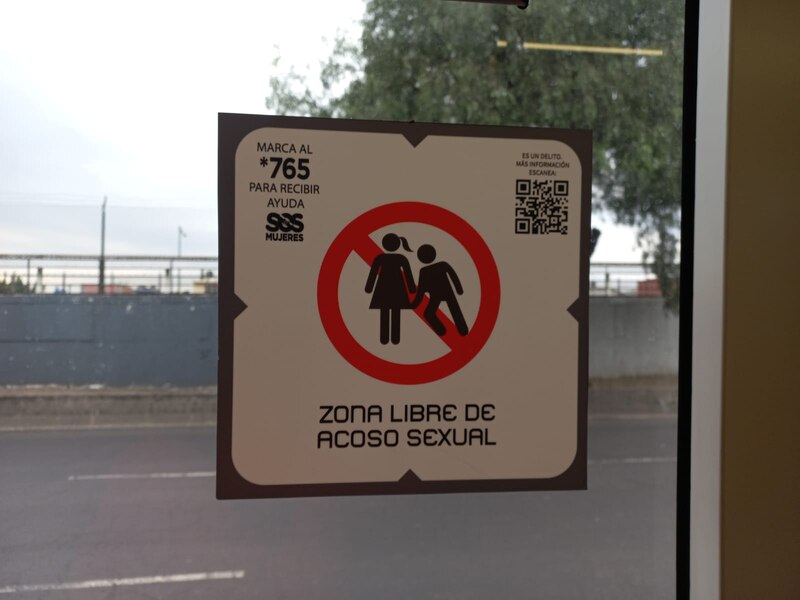 MARCA AL
*765
PARA RECIBIR
AYUDA
SOS
MUJERES
ES UN DELITO.
MÁS INFORMACIÓN
ESCANEA:
ZONA LIBRE DE
ACOSO SEXUAL